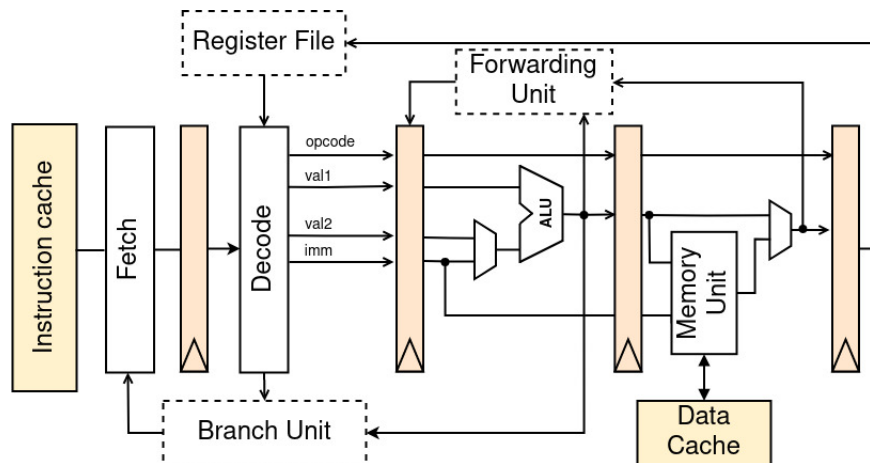 Register File
Forwarding
Unit
Instruction cache
Fetch
Decode
opcode
val1
val2
imm
ALU
Memory
Unit
Branch Unit
Data
Cache